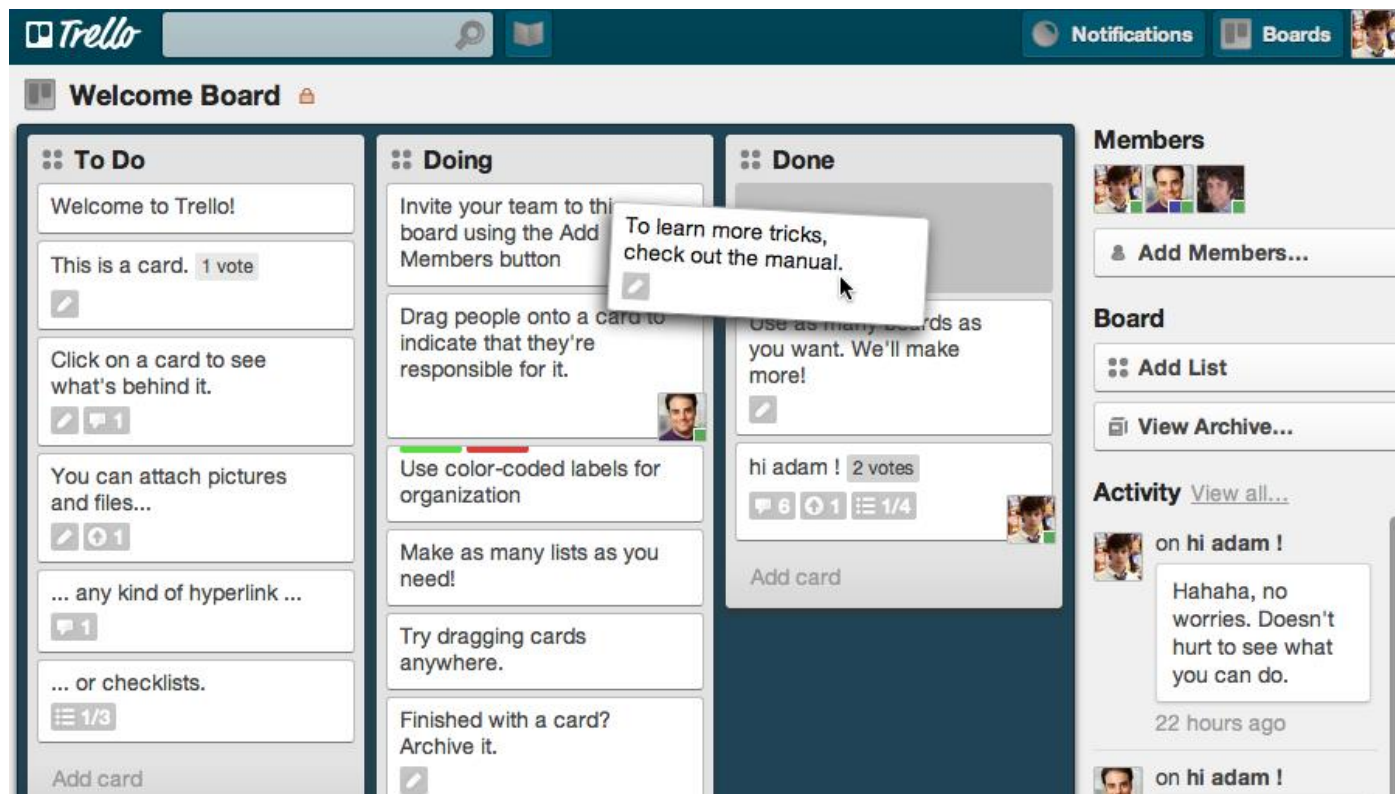 Trello
Notifications
Boards
Welcome Board
To Do
Welcome to Trello!
This is a card. 1 vote
Click on a card to see
what's behind it.
1
You can attach pictures
and files...
1
... any kind of hyperlink ...
1
... or checklists.
1/3
Add card
Doing
Invite your team to thi
board using the Add
Members button
Drag people onto a card to
indicate that they're
responsible for it.
Use color-coded labels for
organization
Make as many lists as you
need!
Try dragging cards
anywhere.
Finished with a card?
Archive it.
Done
To learn more tricks,
check out the manual.
Use as many boards as
you want. We'll make
more!
hi adam ! 2 votes
6 1 1/4
Add card
Members
Add Members...
Board
Add List
View Archive...
Activity View all...
on hi adam !
Hahaha, no
worries. Doesn't
hurt to see what
you can do.
22 hours ago
on hi adam !